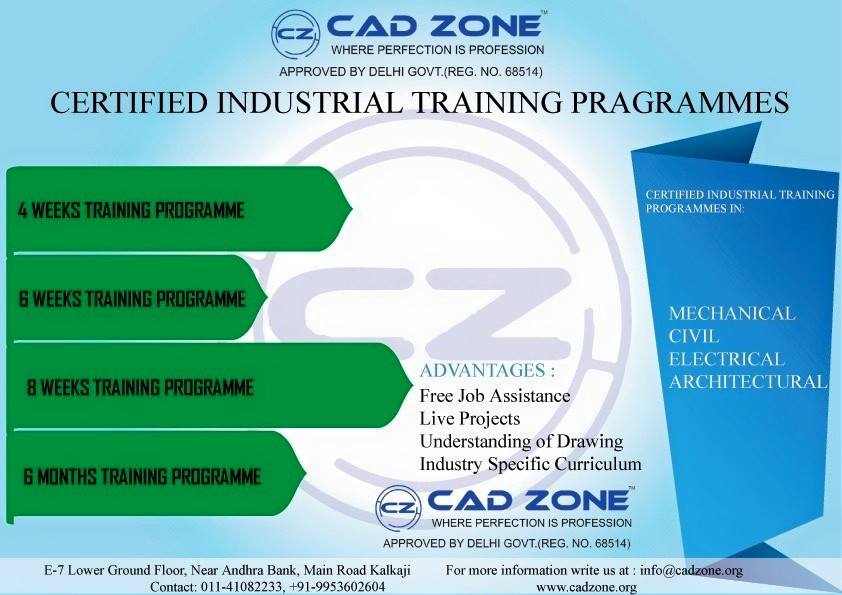 CZ CAD ZONE™
WHERE PERFECTION IS PROFESSION
APPROVED BY DELHI GOVT.(REG. NO. 68514)
CERTIFIED INDUSTRIAL TRAINING PRAGRAMMES
4 WEEKS TRAINING PROGRAMME
6 WEEKS TRAINING PROGRAMME
8 WEEKS TRAINING PROGRAMME
6 MONTHS TRAINING PROGRAMME
CZ
CERTIFIED INDUSTRIAL TRAINING
PROGRAMMES IN:
MECHANICAL
CIVIL
ELECTRICAL
ARCHITECTURAL
ADVANTAGES :
Free Job Assistance
Live Projects
Understanding of Drawing
Industry Specific Curriculum
CZ CAD ZONE™
WHERE PERFECTION IS PROFESSION
APPROVED BY DELHI GOVT.(REG. NO. 68514)
E-7 Lower Ground Floor, Near Andhra Bank, Main Road Kalkaji
Contact: 011-41082233, +91-9953602604
For more information write us at : info@cadzone.org
www.cadzone.org